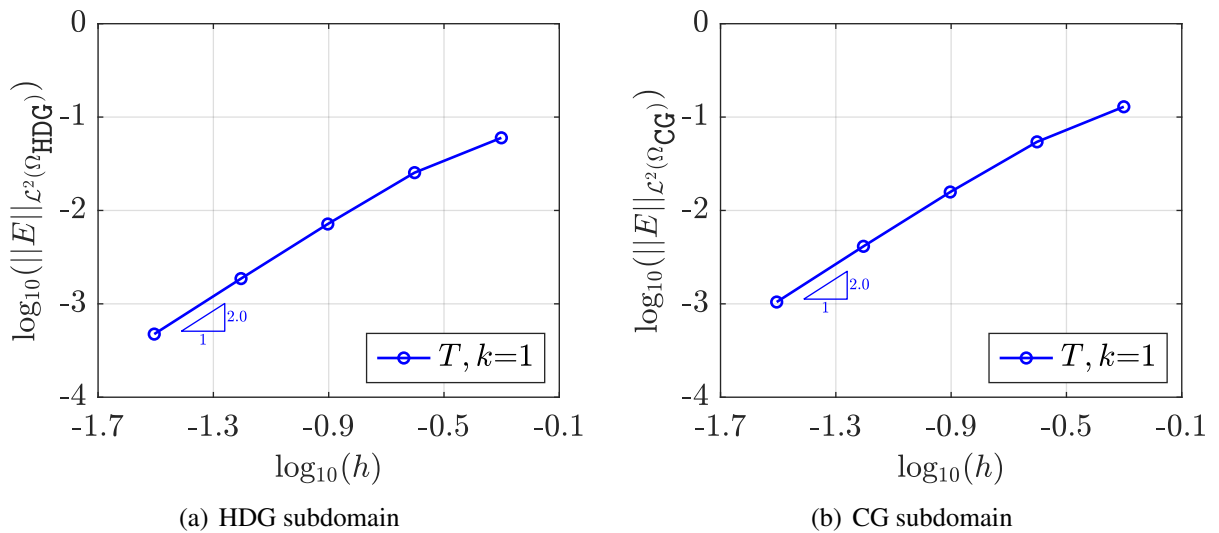 0
-1
-2
-3
-4
-1.7 -1.3 -0.9 -0.5 -0.1
log₁₀(||E||_{𝓛²(Ω_HDG)})
log₁₀(h)
2.0
1
T, k=1
(a) HDG subdomain
0
-1
-2
-3
-4
-1.7 -1.3 -0.9 -0.5 -0.1
log₁₀(||E||_{𝓛²(Ω_CG)})
log₁₀(h)
2.0
1
T, k=1
(b) CG subdomain